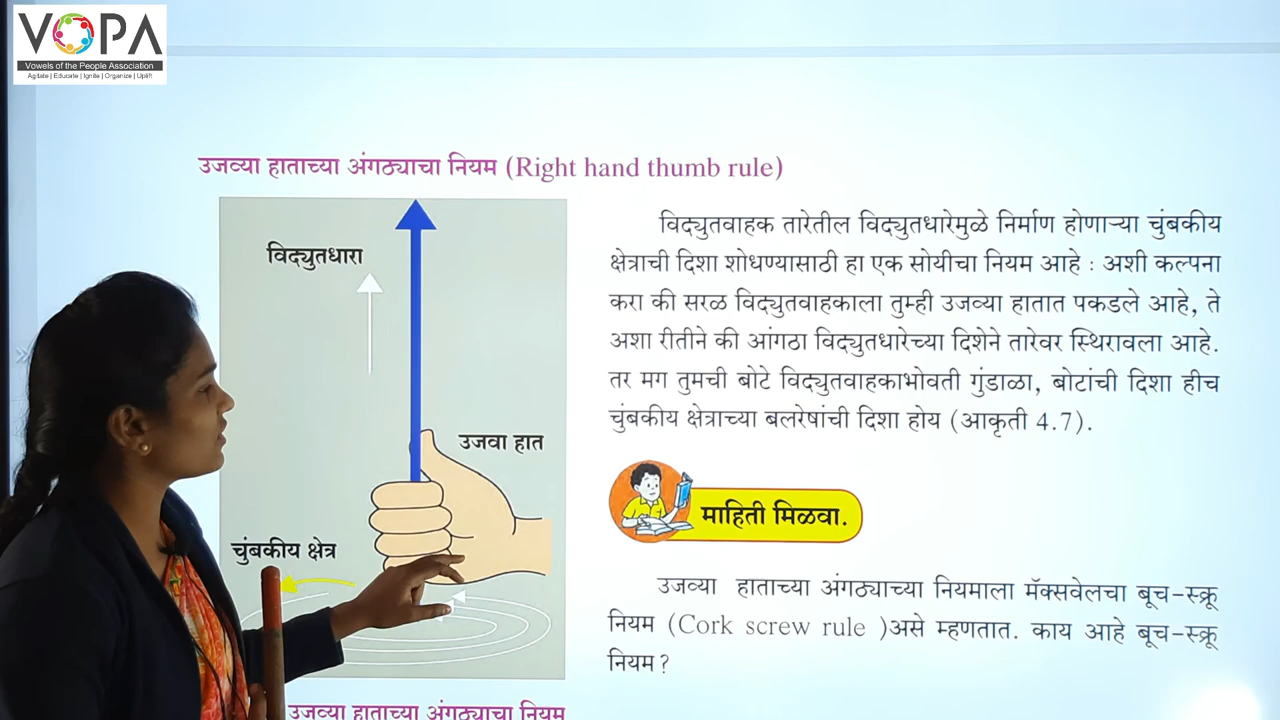 VOPA
Vowels of the People Association
Agitate | Educate | Ignite | Organize | Uplift
उजव्या हाताच्या अंगठ्याचा नियम (Right hand thumb rule)
विद्युतधारा
उजवा हात
चुंबकीय क्षेत्र
उजव्या हाताच्या अंगठ्याचा नियम
विद्युतवाहक तारेतील विद्युतधारेमुळे निर्माण होणाऱ्या चुंबकीय
क्षेत्राची दिशा शोधण्यासाठी हा एक सोयीचा नियम आहे : अशी कल्पना
करा की सरळ विद्युतवाहकाला तुम्ही उजव्या हातात पकडले आहे, ते
अशा रीतीने की आंगठा विद्युतधारेच्या दिशेने तारेवर स्थिरावला आहे.
तर मग तुमची बोटे विद्युतवाहकाभोवती गुंडाळा, बोटांची दिशा हीच
चुंबकीय क्षेत्राच्या बलरेषांची दिशा होय (आकृती 4.7).
माहिती मिळवा.
उजव्या हाताच्या अंगठ्याच्या नियमाला मॅक्सवेलचा बूच-स्क्रू
नियम (Cork screw rule )असे म्हणतात. काय आहे बूच-स्क्रू
नियम?